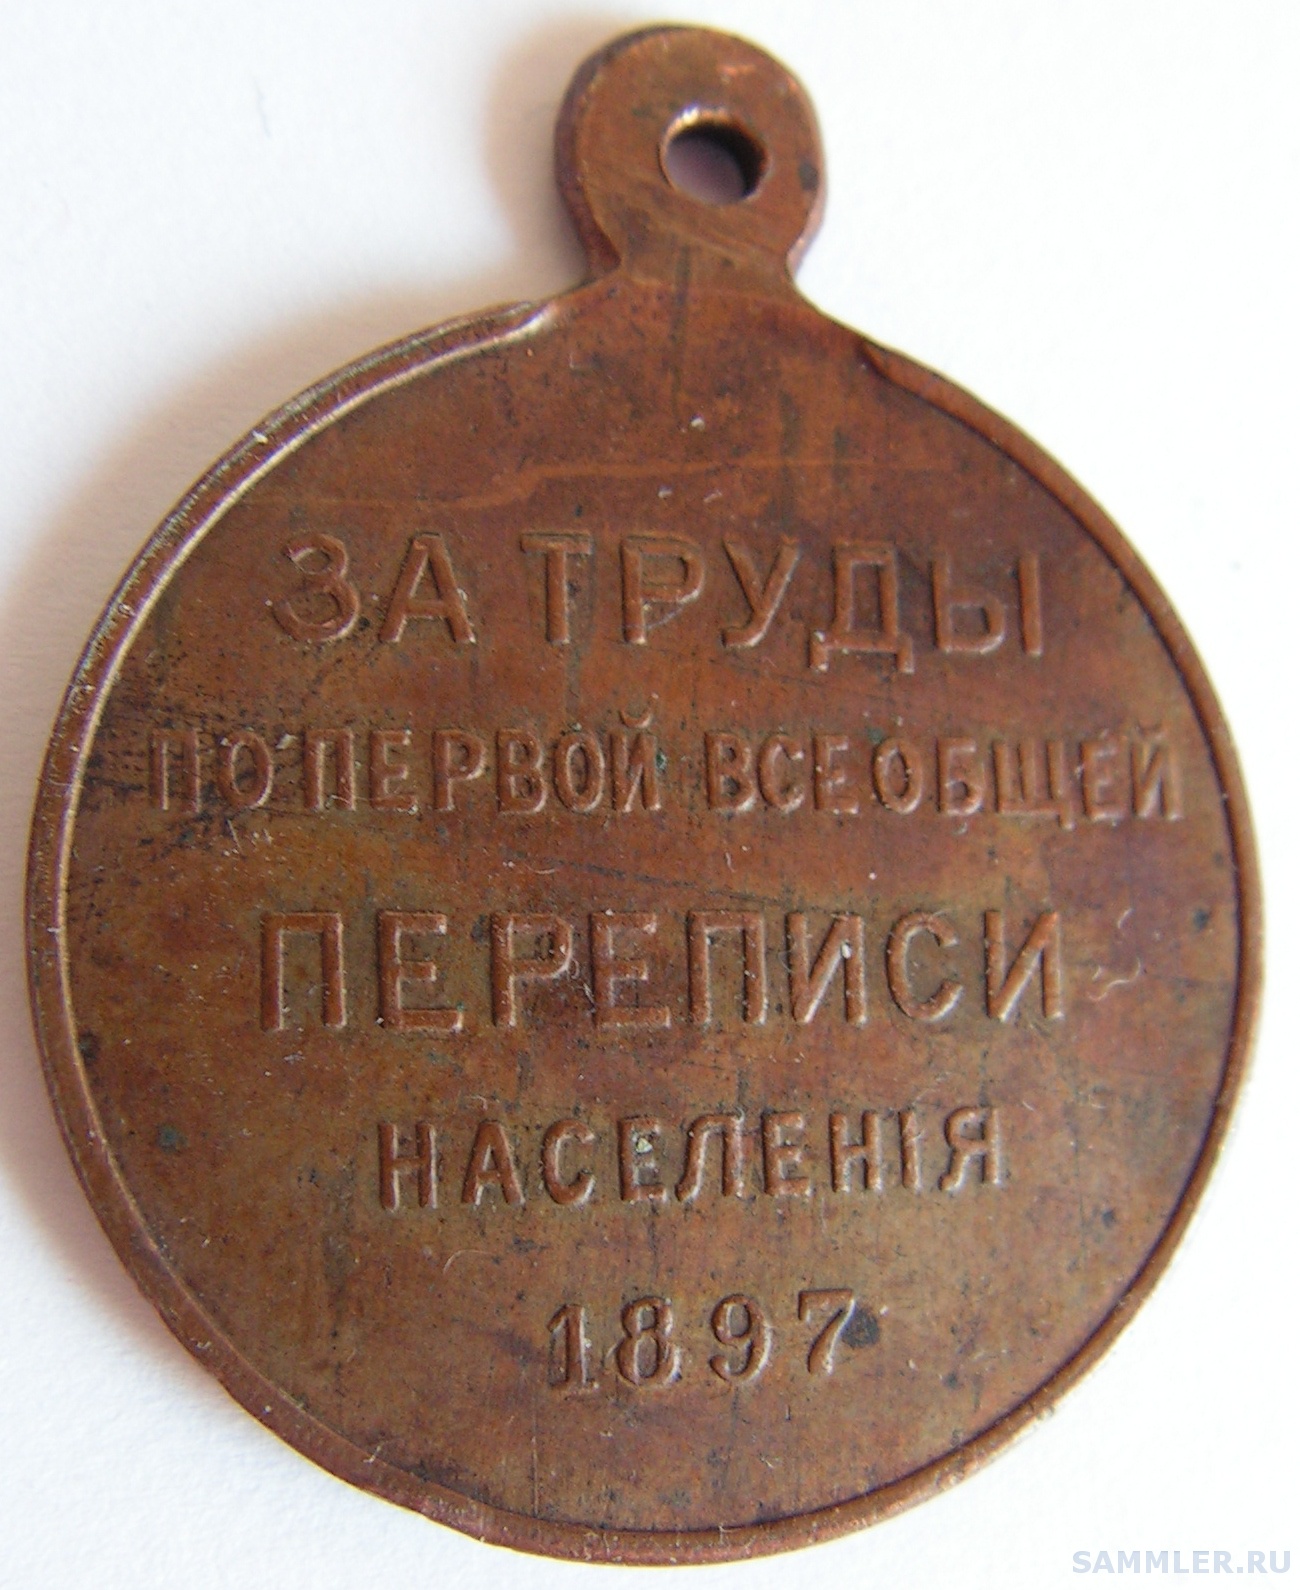 ЗА ТРУДЫ
ПО ПЕРВОЙ ВСЕОБЩЕЙ
ПЕРЕПИСИ
НАСЕЛЕНІЯ
1897
SAMMLER.RU